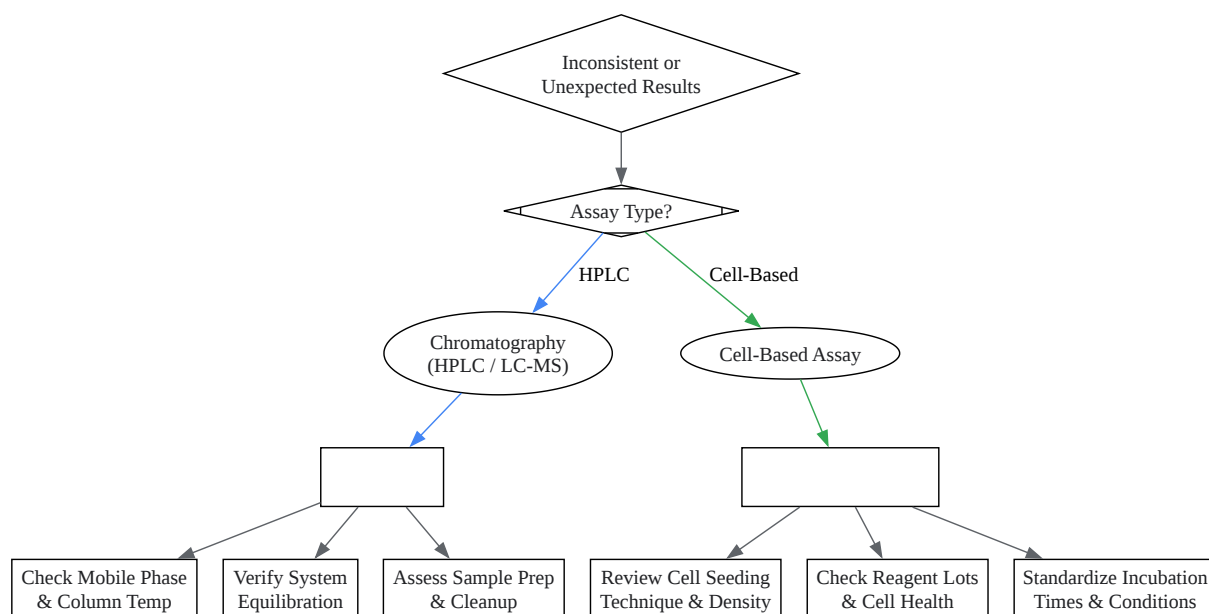 Inconsistent or
Unexpected Results
Assay Type?
HPLC
Cell-Based
Chromatography
(HPLC / LC-MS)
Cell-Based Assay
Check Mobile Phase
& Column Temp
Verify System
Equilibration
Assess Sample Prep
& Cleanup
Review Cell Seeding
Technique & Density
Check Reagent Lots
& Cell Health
Standardize Incubation
Times & Conditions